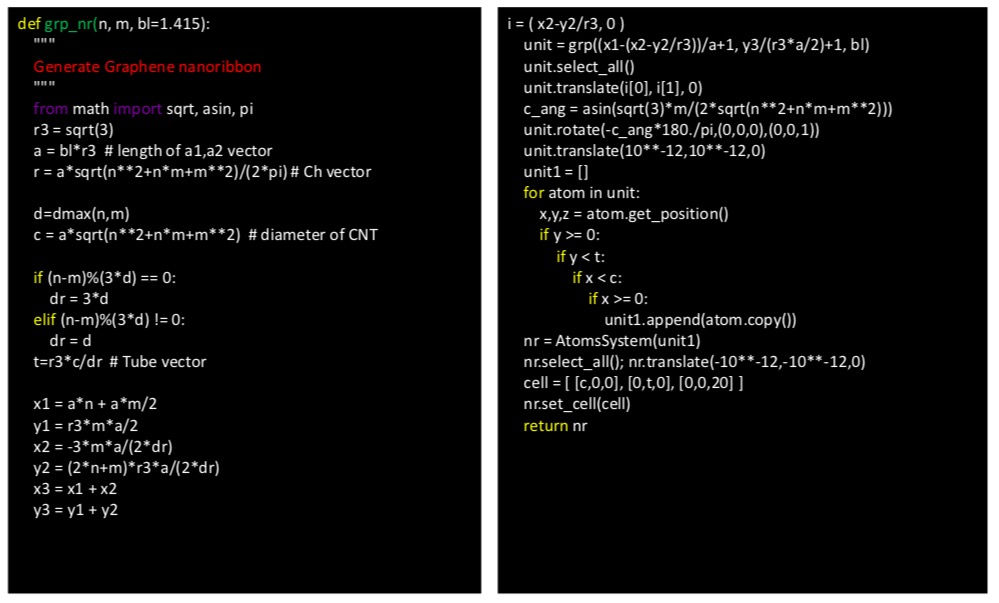 def grp_nr(n, m, bl=1.415):
"""
Generate Graphene nanoribbon
"""
from math import sqrt, asin, pi
r3 = sqrt(3)
a = bl*r3 # length of a1,a2 vector
r = a*sqrt(n**2+n*m+m**2)/(2*pi) # Ch vector
d=dmax(n,m)
c = a*sqrt(n**2+n*m+m**2) # diameter of CNT
if (n-m)%(3*d) == 0:
dr = 3*d
elif (n-m)%(3*d) != 0:
dr = d
t=r3*c/dr # Tube vector
x1 = a*n + a*m/2
y1 = r3*m*a/2
x2 = -3*m*a/(2*dr)
y2 = (2*n+m)*r3*a/(2*dr)
x3 = x1 + x2
y3 = y1 + y2
i = ( x2-y2/r3, 0 )
unit = grp((x1-(x2-y2/r3))/a+1, y3/(r3*a/2)+1, bl)
unit.select_all()
unit.translate(i[0], i[1], 0)
c_ang = asin(sqrt(3)*m/(2*sqrt(n**2+n*m+m**2)))
unit.rotate(-c_ang*180./pi,(0,0,0),(0,0,1))
unit.translate(10**-12,10**-12,0)
unit1 = []
for atom in unit:
x,y,z = atom.get_position()
if y >= 0:
if y < t:
if x < c:
if x >= 0:
unit1.append(atom.copy())
nr = AtomsSystem(unit1)
nr.select_all(); nr.translate(-10**-12,-10**-12,0)
cell = [ [c,0,0], [0,t,0], [0,0,20] ]
nr.set_cell(cell)
return nr